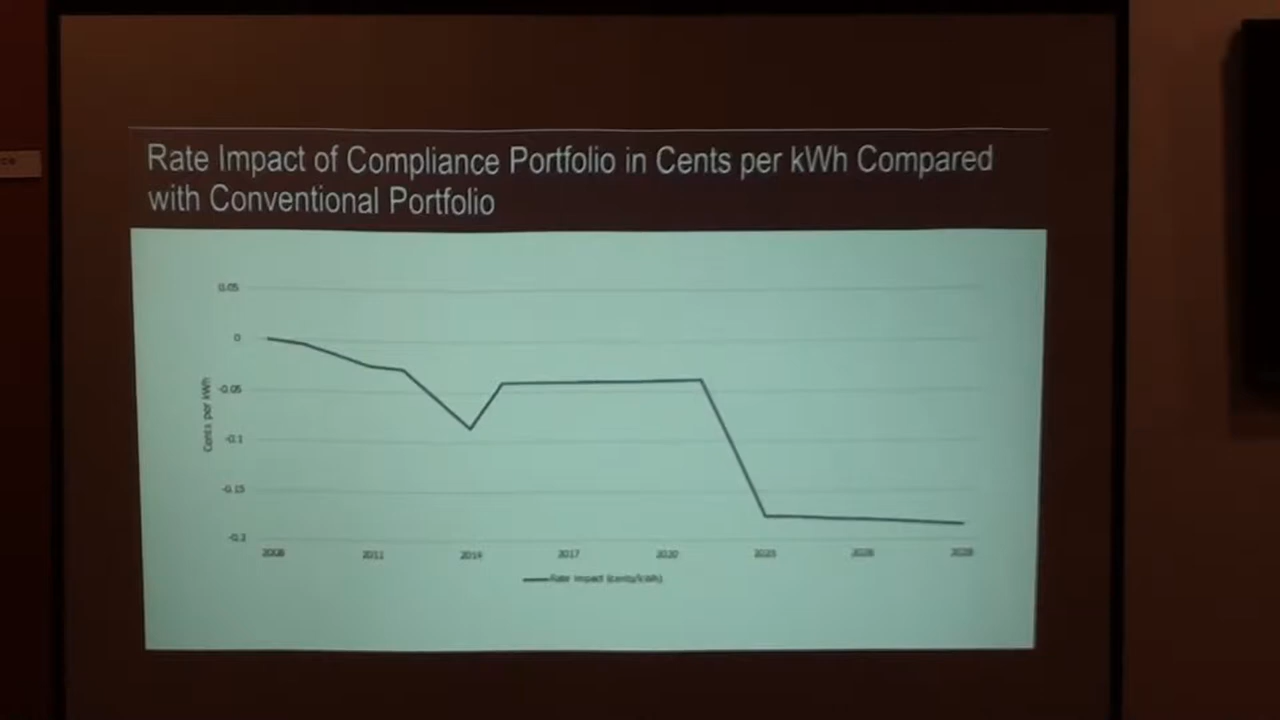 Rate Impact of Compliance Portfolio in Cents per kWh Compared
with Conventional Portfolio
0.05
0
-0.05
-0.1
-0.15
-0.2
Cents per kWh
2008 2011 2014 2017 2020
Rate Impact (cents/kWh)